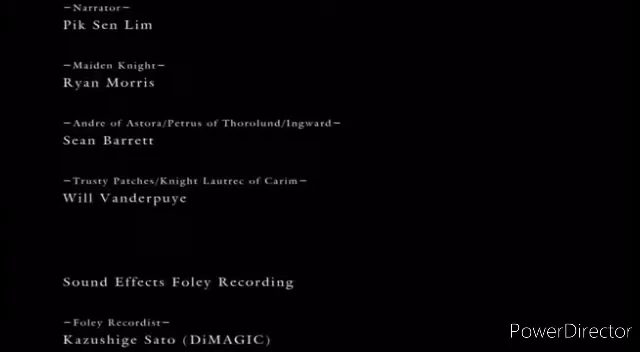 ~Narrator~
Pik Sen Lim
~Maiden Knight~
Ryan Morris
~Andre of Astora/Petrus of Thorolund/Ingward~
Sean Barrett
~Trusty Patches/Knight Lautrec of Carim~
Will Vanderpuye
Sound Effects Foley Recording
~Foley Recordist~
Kazushige Sato (DiMAGIC)
PowerDirector